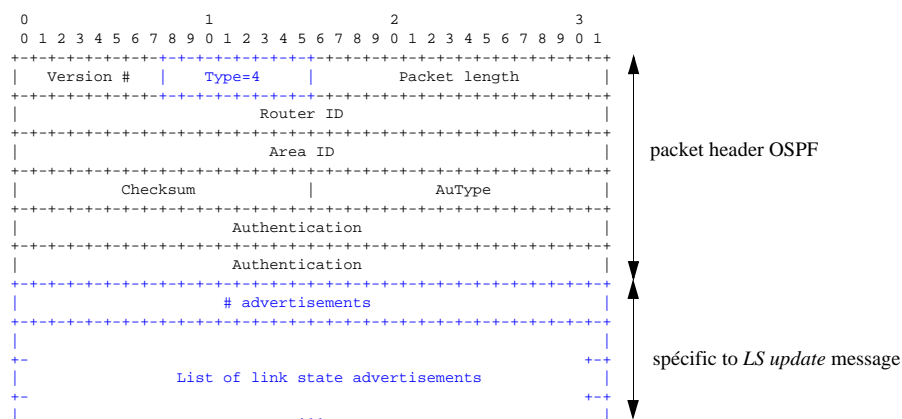 0 1 2 3
0 1 2 3 4 5 6 7 8 9 0 1 2 3 4 5 6 7 8 9 0 1 2 3 4 5 6 7 8 9 0 1
+-+-+-+-+-+-+-+-+-+-+-+-+-+-+-+-+-+-+-+-+-+-+-+-+-+-+-+-+-+-+-+-+
| Version # | Type=4 | Packet length |
+-+-+-+-+-+-+-+-+-+-+-+-+-+-+-+-+-+-+-+-+-+-+-+-+-+-+-+-+-+-+-+-+
| Router ID |
+-+-+-+-+-+-+-+-+-+-+-+-+-+-+-+-+-+-+-+-+-+-+-+-+-+-+-+-+-+-+-+-+
| Area ID |
packet header OSPF
+-+-+-+-+-+-+-+-+-+-+-+-+-+-+-+-+-+-+-+-+-+-+-+-+-+-+-+-+-+-+-+-+
| Checksum | AuType |
+-+-+-+-+-+-+-+-+-+-+-+-+-+-+-+-+-+-+-+-+-+-+-+-+-+-+-+-+-+-+-+-+
| Authentication |
+-+-+-+-+-+-+-+-+-+-+-+-+-+-+-+-+-+-+-+-+-+-+-+-+-+-+-+-+-+-+-+-+
| Authentication |
+-+-+-+-+-+-+-+-+-+-+-+-+-+-+-+-+-+-+-+-+-+-+-+-+-+-+-+-+-+-+-+-+
| # advertisements |
+-+-+-+-+-+-+-+-+-+-+-+-+-+-+-+-+-+-+-+-+-+-+-+-+-+-+-+-+-+-+-+-+
| |
+- +-+
spécific to LS update message
| List of link state advertisements |
+- +-+
| ... |